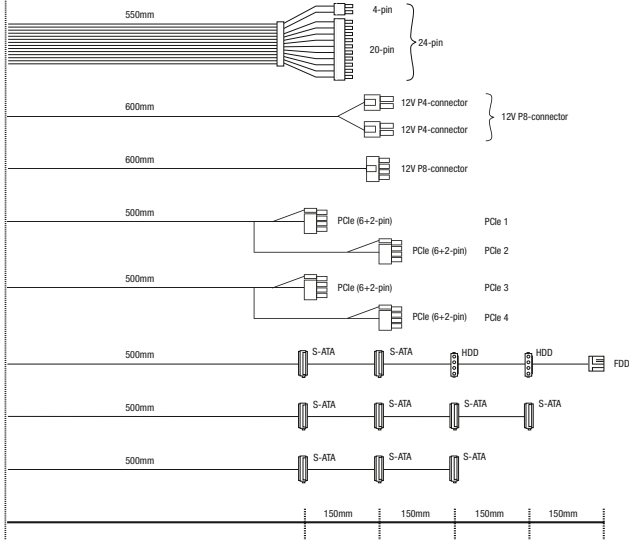 4-pin
550mm
20-pin
24-pin
600mm
12V P4-connector
12V P8-connector
12V P4-connector
600mm
12V P8-connector
500mm
PCIe (6+2-pin)
PCIe 1
PCIe (6+2-pin)
PCIe 2
500mm
PCIe (6+2-pin)
PCIe 3
PCIe (6+2-pin)
PCIe 4
500mm
S-ATA
S-ATA
HDD
HDD
FDD
500mm
S-ATA
S-ATA
S-ATA
S-ATA
500mm
S-ATA
S-ATA
S-ATA
150mm
150mm
150mm
150mm